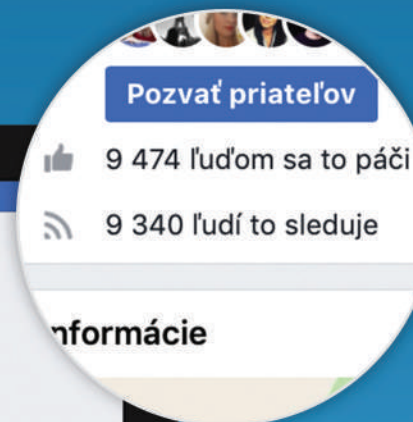 Pozvať priateľov
9 474 ľuďom sa to páči
9 340 ľudí to sleduje
nformácie